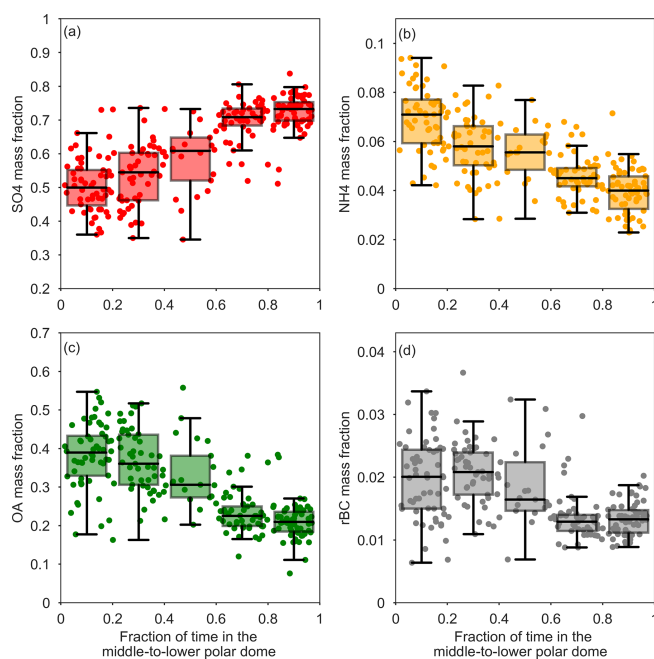 (a)
SO4 mass fraction
1
0.9
0.8
0.7
0.6
0.5
0.4
0.3
0.2
0 0.2 0.4 0.6 0.8 1
(b)
NH4 mass fraction
0.1
0.08
0.06
0.04
0.02
0
0 0.2 0.4 0.6 0.8 1
(c)
OA mass fraction
0.7
0.6
0.5
0.4
0.3
0.2
0.1
0
0 0.2 0.4 0.6 0.8 1
Fraction of time in the
middle-to-lower polar dome
(d)
rBC mass fraction
0.04
0.03
0.02
0.01
0
0 0.2 0.4 0.6 0.8 1
Fraction of time in the
middle-to-lower polar dome